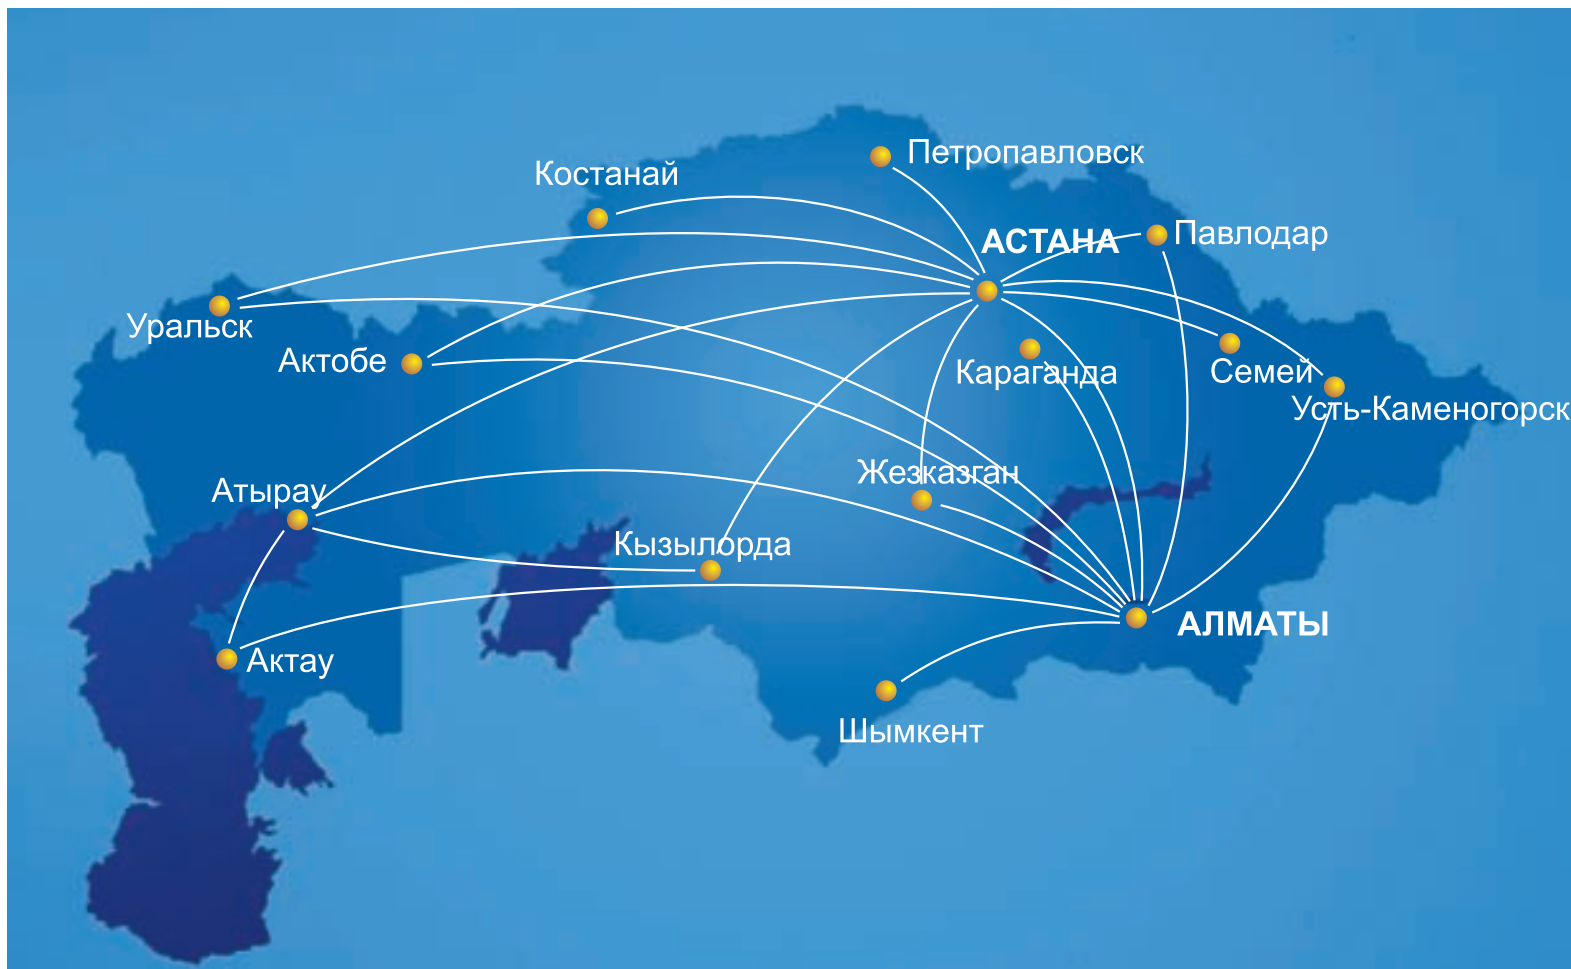 Петропавловск
Костанай
Павлодар
АСТАНА
Уральск
Актобе
Караганда
Семей
Усть-Каменогорск
Жезказган
Атырау
Кызылорда
АЛМАТЫ
Актау
Шымкент